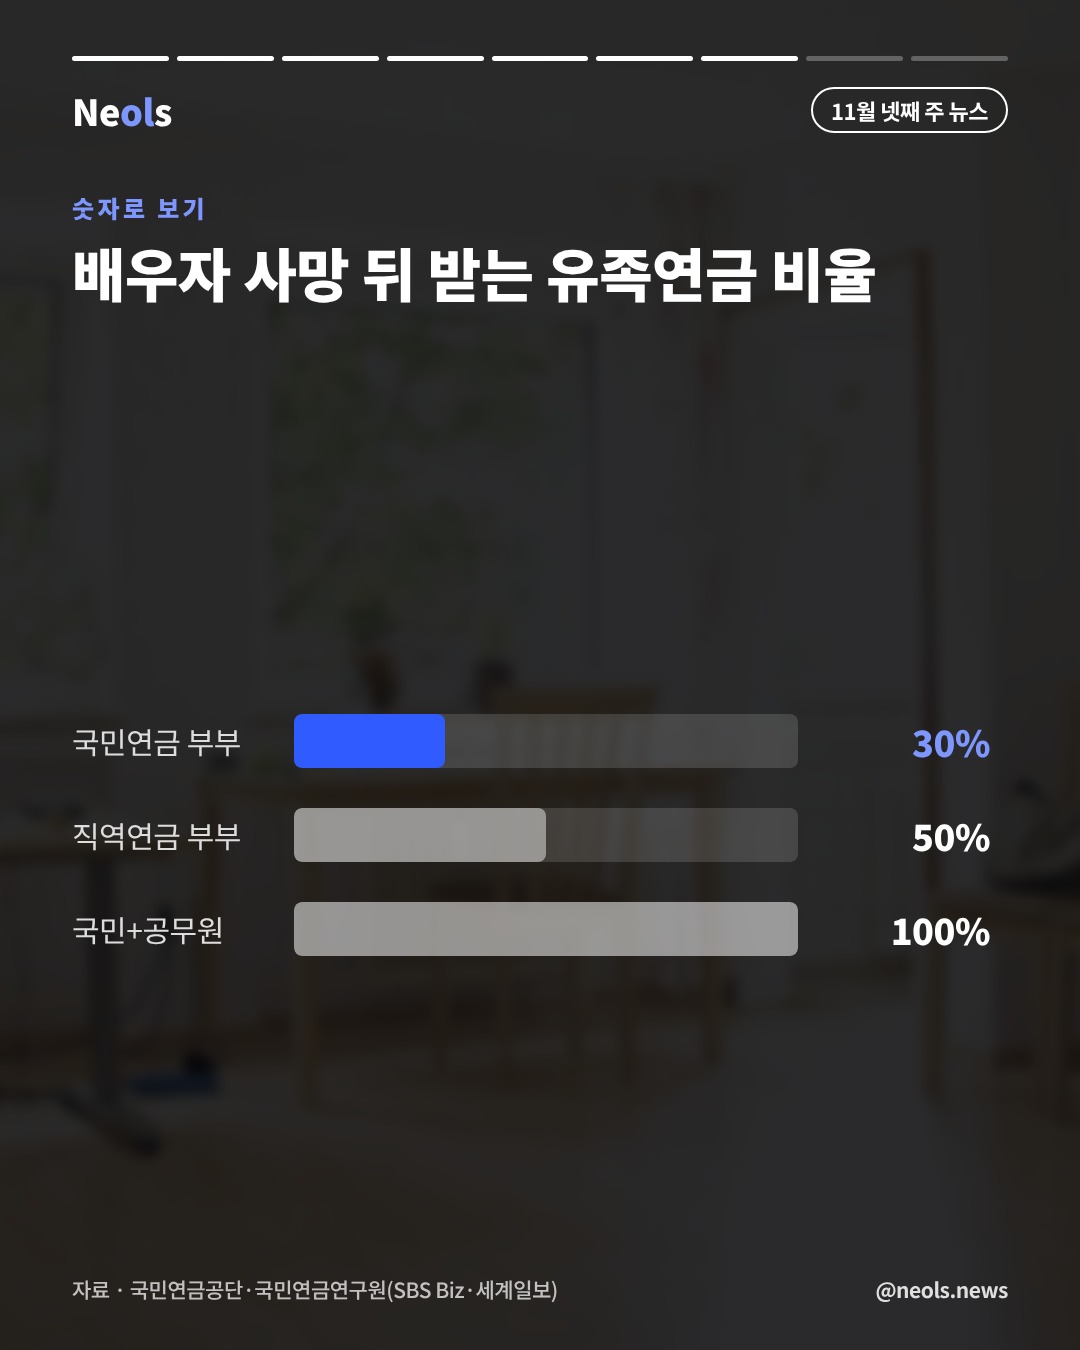 Neols
11월 넷째 주 뉴스
숫자로 보기
배우자 사망 뒤 받는 유족연금 비율
국민연금 부부 30%
직역연금 부부 50%
국민+공무원 100%
자료 · 국민연금공단·국민연금연구원(SBS Biz·세계일보)
@neols.news